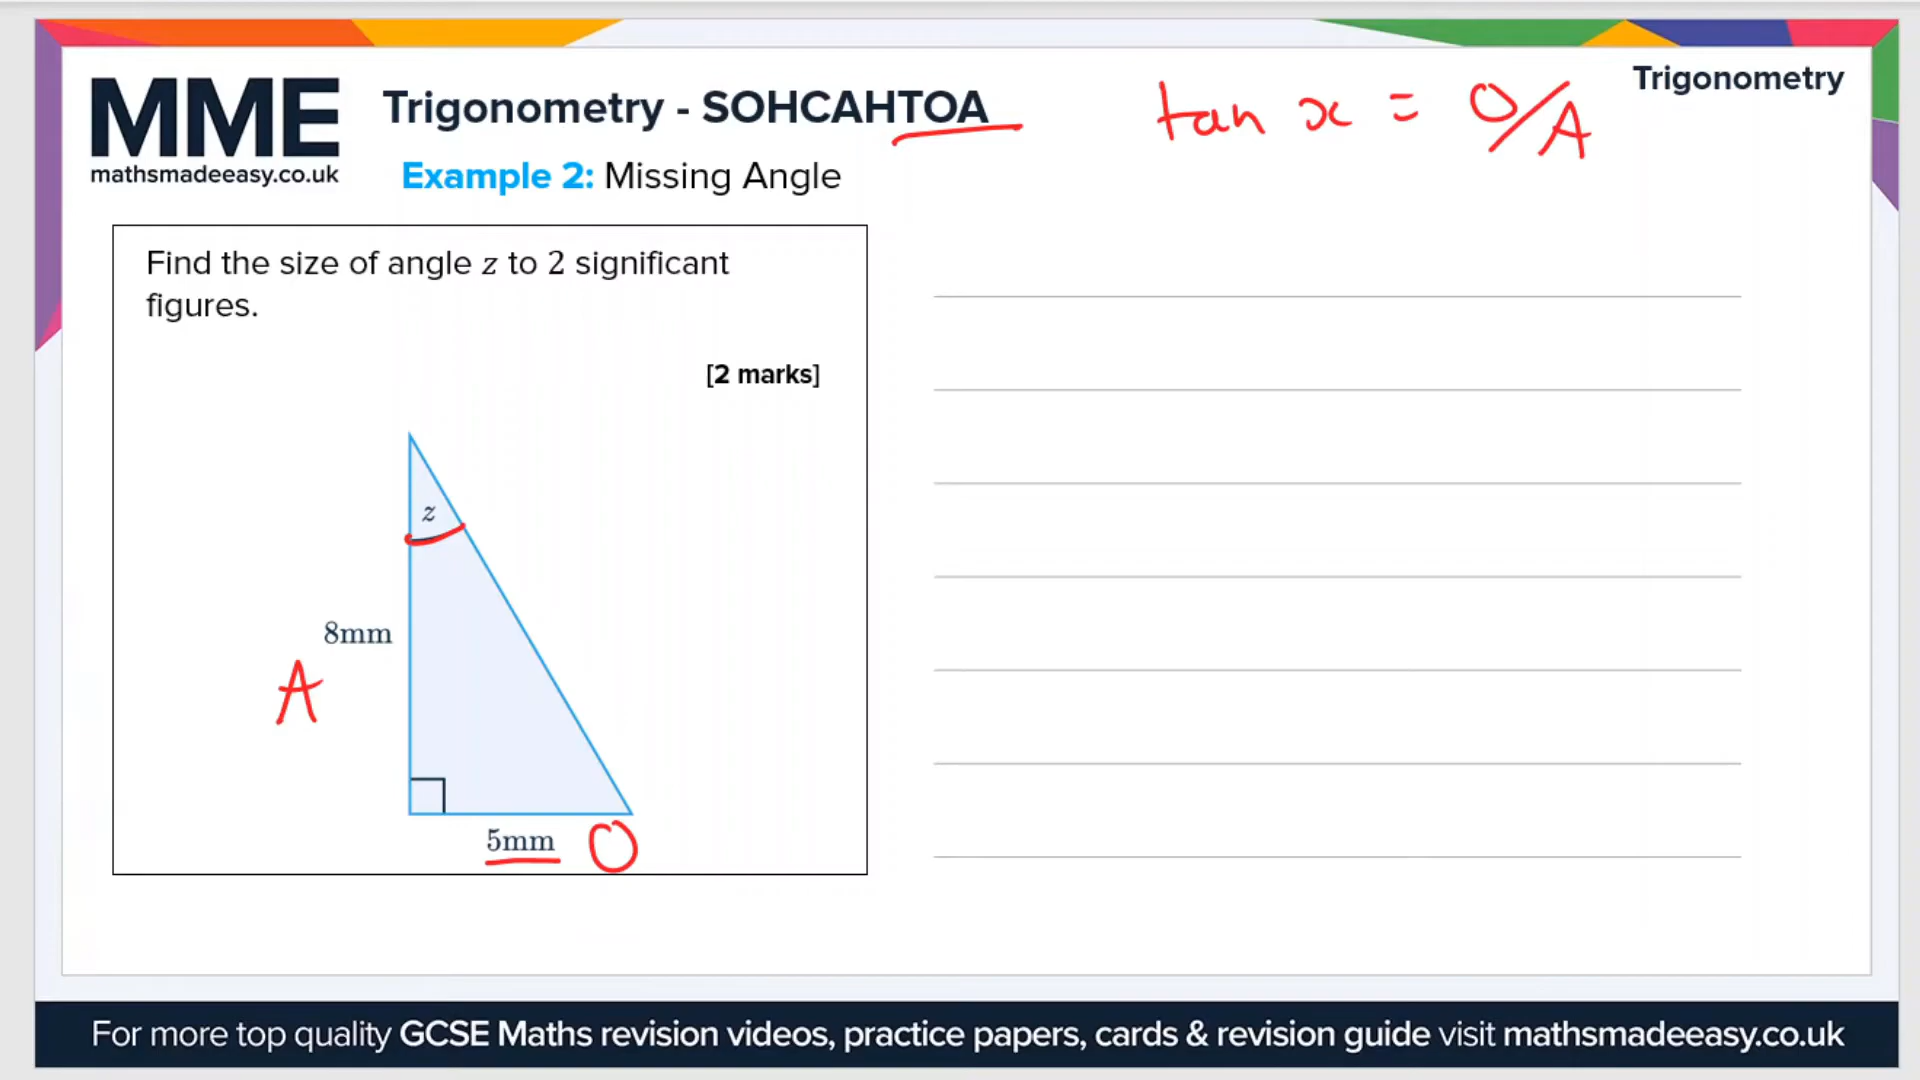 MME
mathsmadeeasy.co.uk
Trigonometry - SOHCAHTOA
Example 2: Missing Angle
tan x = O/A
Trigonometry
Find the size of angle z to 2 significant
figures.
[2 marks]
z
8mm
A
5mm O
For more top quality GCSE Maths revision videos, practice papers, cards & revision guide visit mathsmadeeasy.co.uk